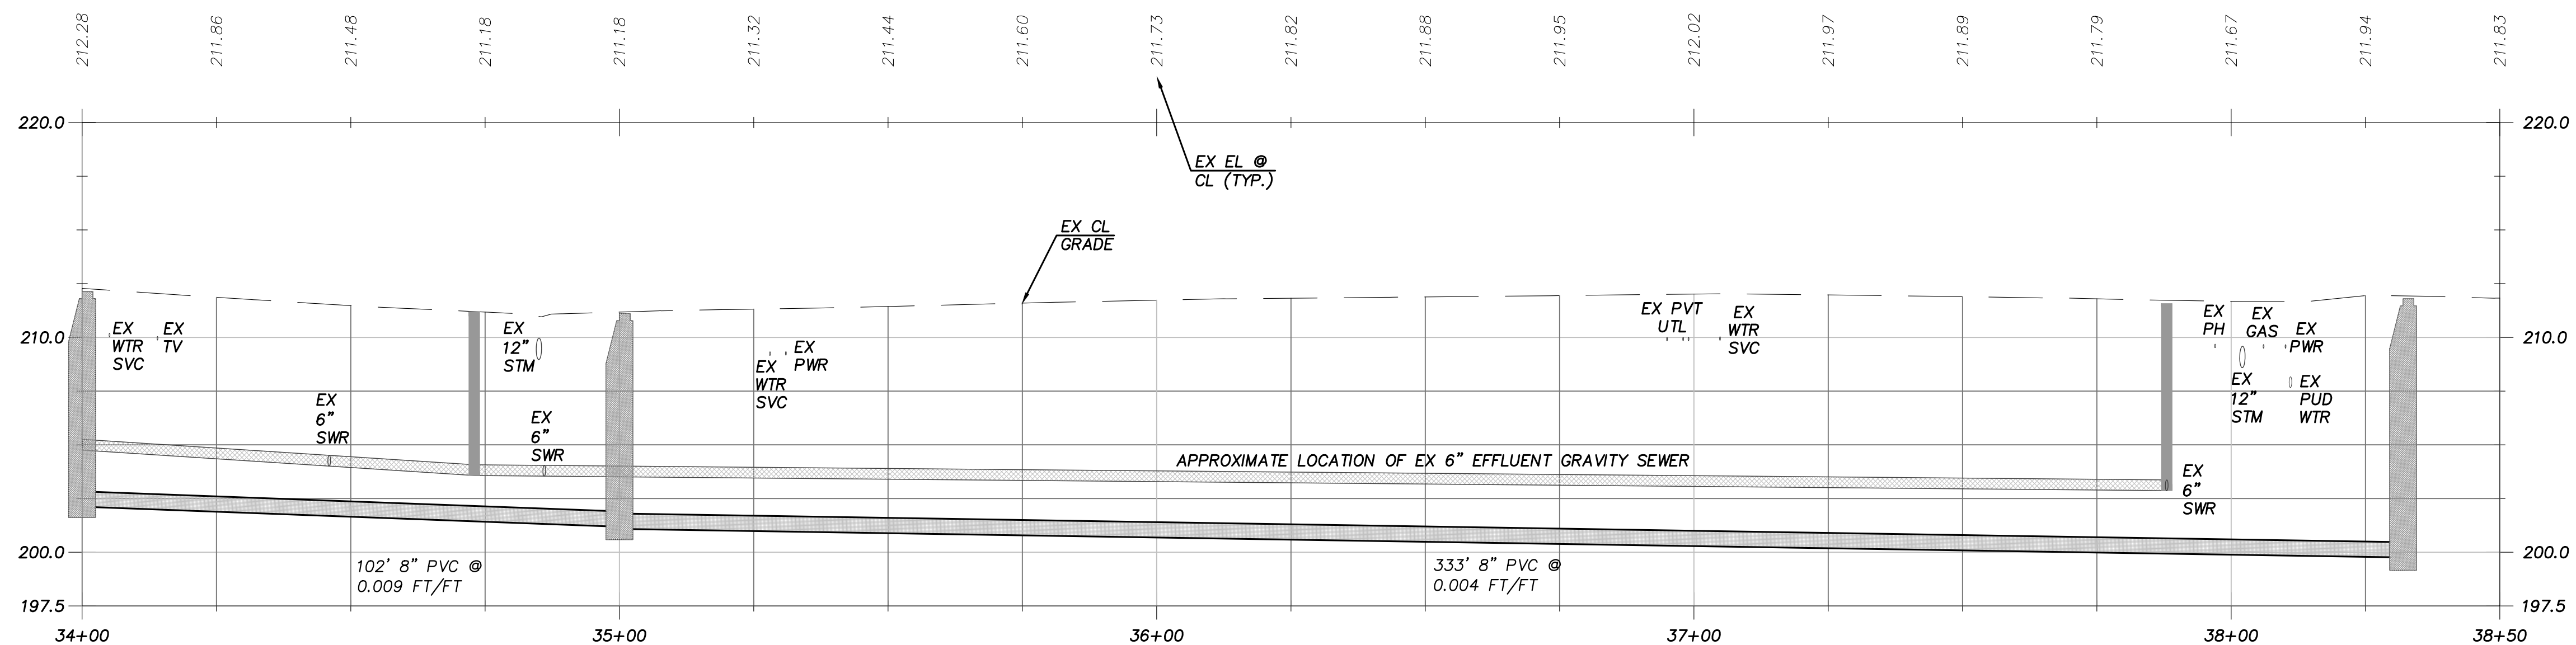 212.28
211.86
211.48
211.18
211.18
211.32
211.44
211.60
211.73
211.82
211.88
211.95
212.02
211.97
211.89
211.79
211.67
211.94
211.83
220.0
220.0
EX EL @
CL (TYP.)
EX CL
GRADE
210.0
210.0
EX
WTR
SVC
EX
TV
EX
12"
STM
EX
WTR
SVC
EX
PWR
EX PVT
UTL
EX
WTR
SVC
EX
PH
EX
GAS
EX
PWR
EX
12"
STM
EX
PUD
WTR
EX
6"
SWR
EX
6"
SWR
APPROXIMATE LOCATION OF EX 6" EFFLUENT GRAVITY SEWER
EX
6"
SWR
200.0
200.0
102' 8" PVC @
0.009 FT/FT
333' 8" PVC @
0.004 FT/FT
197.5
197.5
34+00
35+00
36+00
37+00
38+00
38+50